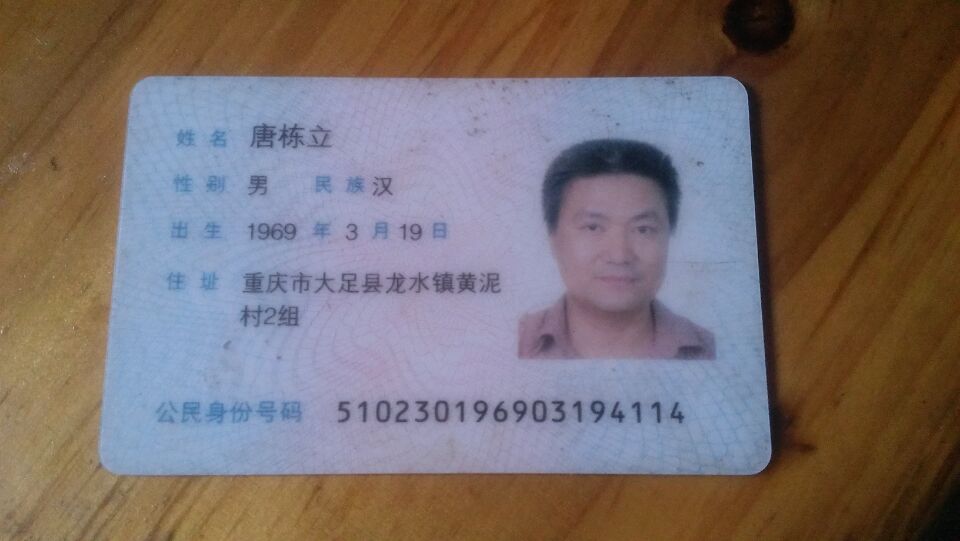 姓名 唐栋立
性别 男 民族 汉
出生 1969 年 3 月 19 日
住址 重庆市大足县龙水镇黄泥
村2组
公民身份号码 510230196903194114